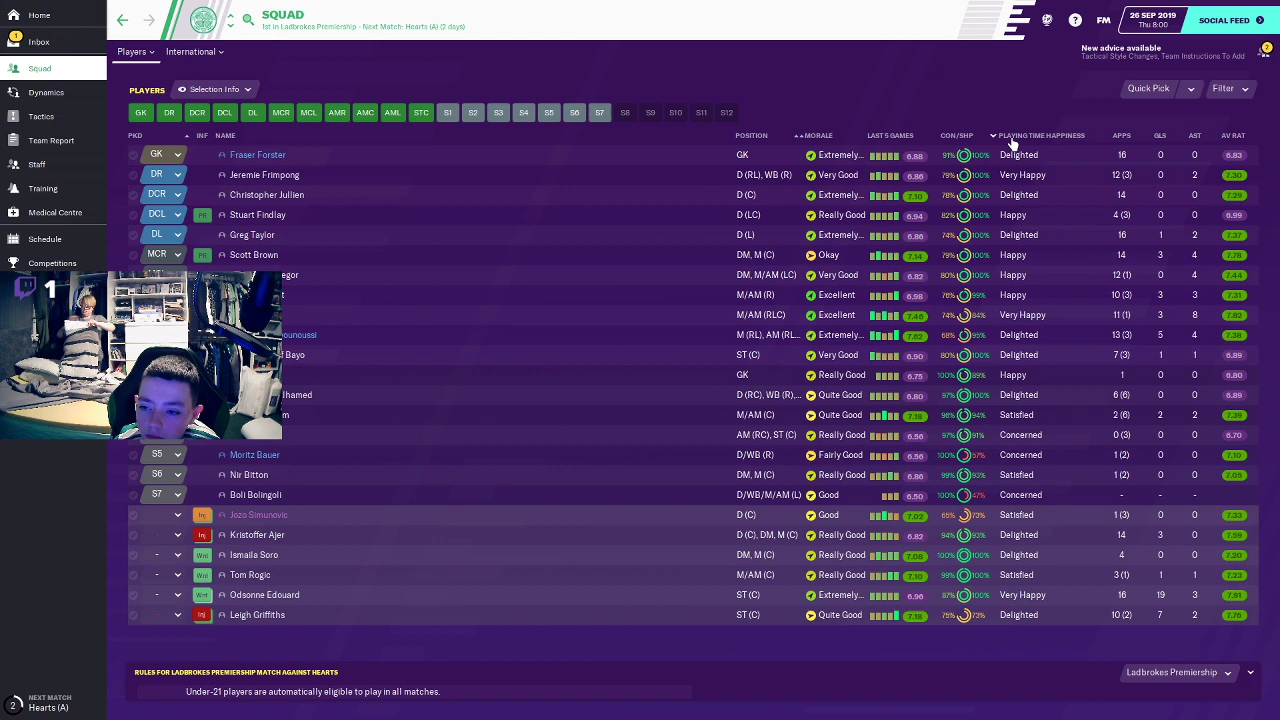 SQUAD
1st in Ladbrokes Premiership - Next Match: Hearts (A) (2 days)
FM
26 SEP 2019
Thu 8:00
SOCIAL FEED
Home
1
Inbox
Squad
Dynamics
Tactics
Team Report
Staff
Training
Medical Centre
Schedule
Competitions
Players
International
New advice available
Tactical Style Changes, Team Instructions To Add
2
PLAYERS
Selection Info
Quick Pick
Filter
GK DR DCR DCL DL MCR MCL AMR AMC AML STC S1 S2 S3 S4 S5 S6 S7 S8 S9 S10 S11 S12
PKD INF NAME POSITION MORALE LAST 5 GAMES CON/SHP PLAYING TIME HAPPINESS APPS GLS AST AV RAT
GK Fraser Forster GK Extremely... 6.88 91% 100% Delighted 16 0 0 6.83
DR Jeremie Frimpong D (RL), WB (R) Very Good 6.86 79% 100% Very Happy 12 (3) 0 2 7.30
DCR Christopher Jullien D (C) Extremely... 7.10 78% 100% Delighted 14 0 0 7.29
DCL PR Stuart Findlay D (LC) Really Good 6.94 82% 100% Happy 4 (3) 0 0 6.99
DL Greg Taylor D (L) Extremely... 6.86 74% 100% Delighted 16 1 2 7.37
MCR PR Scott Brown DM, M (C) Okay 7.14 79% 100% Happy 14 3 4 7.78
egor DM, M/AM (LC) Very Good 6.82 80% 100% Happy 12 (1) 0 4 7.44
t M/AM (R) Excellent 6.98 76% 99% Happy 10 (3) 3 3 7.31
M/AM (RLC) Excellent 7.46 74% 84% Very Happy 11 (1) 3 8 7.82
ounoussi M (RL), AM (RL... Extremely... 7.62 68% 95% Delighted 13 (3) 5 4 7.38
f Bayo ST (C) Very Good 6.90 80% 100% Delighted 7 (3) 1 1 6.89
GK Really Good 6.75 100% 89% Happy 1 0 0 6.80
lhamed D (RC), WB (R),... Quite Good 6.80 97% 100% Delighted 6 (6) 0 0 6.89
m M/AM (C) Quite Good 7.18 96% 94% Satisfied 2 (6) 2 2 7.39
AM (RC), ST (C) Really Good 6.56 97% 91% Concerned 0 (3) 0 0 6.70
S5 Moritz Bauer D/WB (R) Fairly Good 6.56 100% 57% Concerned 1 (2) 0 0 7.10
S6 Nir Bitton DM, M (C) Really Good 6.86 99% 93% Satisfied 1 (2) 0 0 7.05
S7 Boli Bolingoli D/WB/M/AM (L) Good 6.50 100% 47% Concerned - - -
Inj Jozo Simunovic D (C) Good 7.02 65% 73% Satisfied 1 (3) 0 0 7.33
Inj Kristoffer Ajer D (C), DM, M (C) Really Good 6.82 94% 93% Delighted 14 3 0 7.59
- Wnt Ismaila Soro DM, M (C) Really Good 7.08 100% 100% Delighted 4 0 0 7.20
- Wnt Tom Rogic M/AM (C) Really Good 7.10 99% 100% Satisfied 3 (1) 1 1 7.23
- Wnt Odsonne Edouard ST (C) Extremely... 6.96 87% 100% Very Happy 16 19 3 7.91
Inj Leigh Griffiths ST (C) Quite Good 7.18 75% 73% Delighted 10 (2) 7 2 7.76
1
RULES FOR LADBROKES PREMIERSHIP MATCH AGAINST HEARTS
Ladbrokes Premiership
Under-21 players are automatically eligible to play in all matches.
2
NEXT MATCH
Hearts (A)